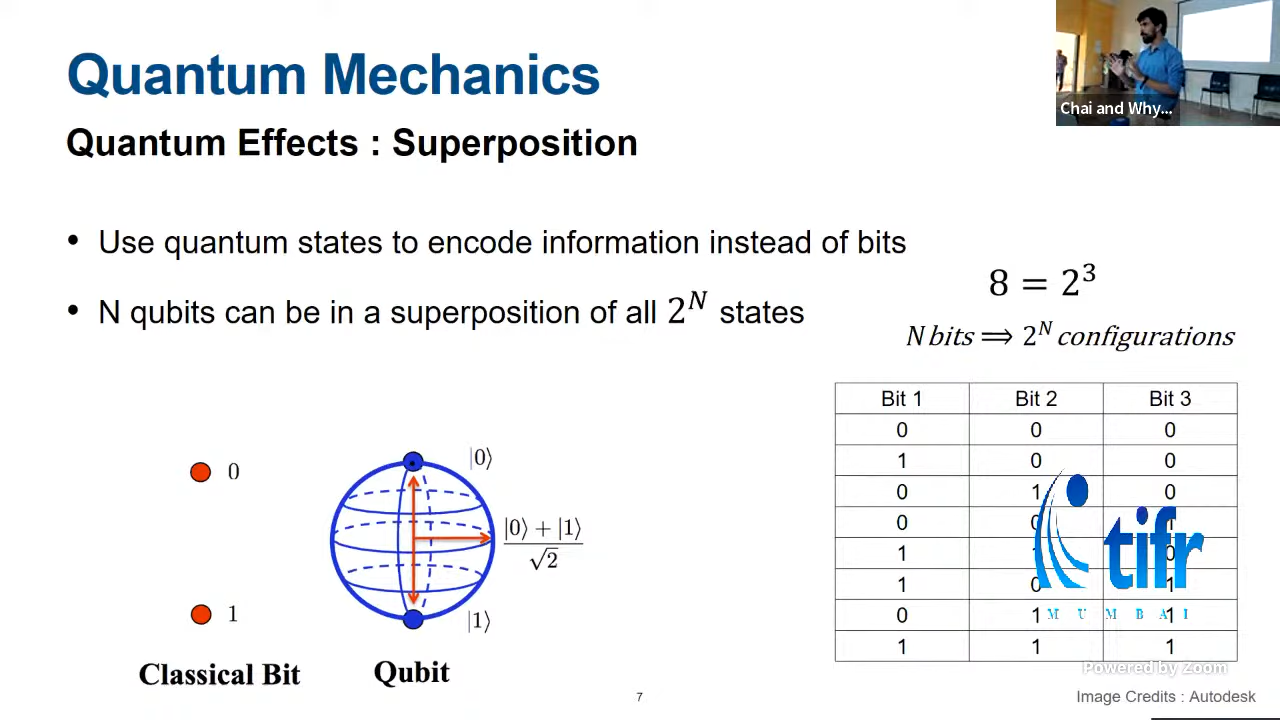 Quantum Mechanics
Chai and Why...
Quantum Effects : Superposition
• Use quantum states to encode information instead of bits
8 = 2³
• N qubits can be in a superposition of all 2^N states
N bits ⟹ 2^N configurations
Bit 1 Bit 2 Bit 3
0 0 0
1 0 0
0 1 0
0 0 1
1 0
1 0 1
0 1 1
1 1 1
tifr
MUMBAI
0
|0⟩
|0⟩ + |1⟩
√2
1
|1⟩
Classical Bit
Qubit
Powered by Zoom
7
Image Credits : Autodesk